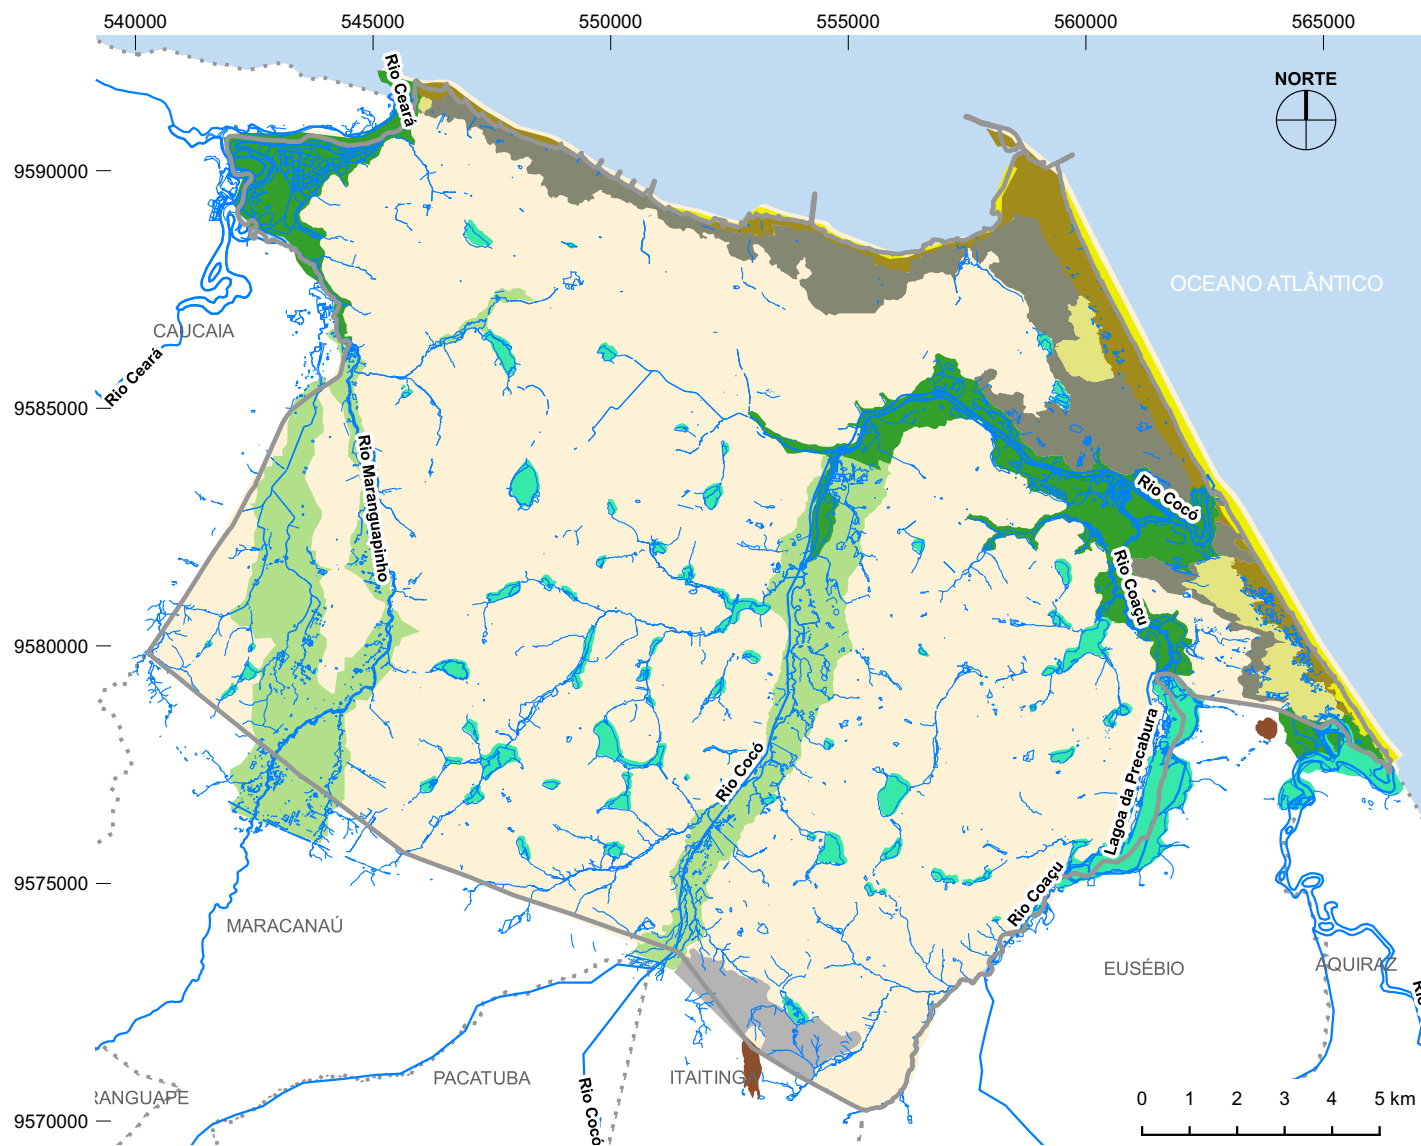 540000 545000 550000 555000 560000 565000
Rio Ceará
NORTE
9590000
OCEANO ATLÂNTICO
CAUCAIA
Rio Ceará
9585000
Rio Maranguapinho
Rio Cocó
Rio Coaçu
9580000
Rio Cocó
Lagoa da Precabura
9575000
Rio Coaçu
MARACANAÚ
EUSÉBIO
AQUIRAZ
PACATUBA
ITAITINGA
RANGUAPE
Rio Cocó
0 1 2 3 4 5 km
9570000